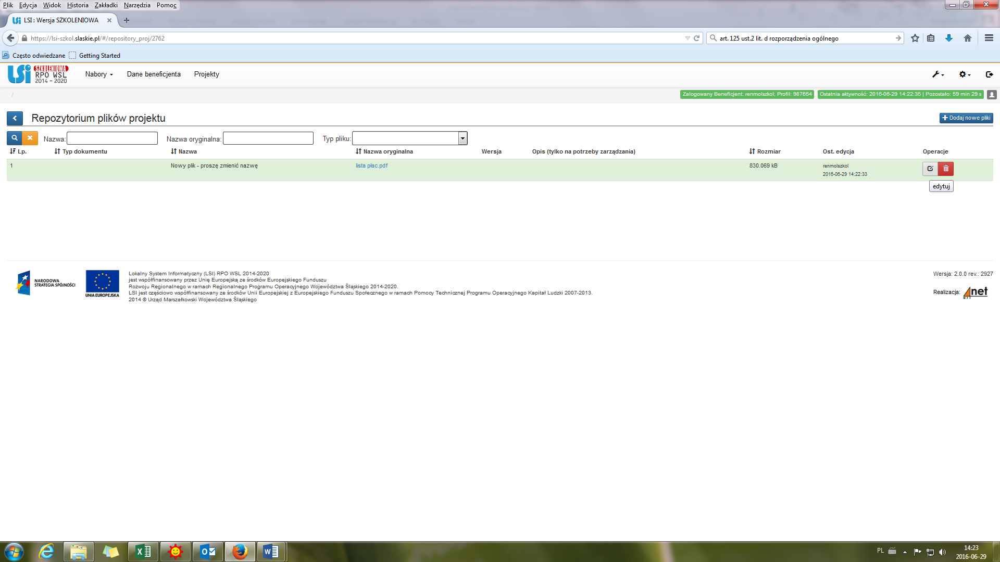 Plik Edycja Widok Historia Zakładki Narzędzia Pomoc
LSI : Wersja SZKOLENIOWA
https://lsi-szkol.slaskie.pl/#/repository_proj/2762
art. 125 ust.2 lit. d rozporządzenia ogólnego
Często odwiedzane Getting Started
LSi SZKOLENIOWA
RPO WSL
2014 - 2020
Nabory Dane beneficjenta Projekty
/
Zalogowany Beneficjent: renmolszkol; Profil: 987654 Ostatnia aktywność: 2016-06-29 14:22:35 | Pozostało: 59 min 29 s
Repozytorium plików projektu
Dodaj nowe pliki
Nazwa: Nazwa oryginalna: Typ pliku:
Lp. Typ dokumentu Nazwa Nazwa oryginalna Wersja Opis (tylko na potrzeby zarządzania) Rozmiar Ost. edycja Operacje
1 Nowy plik - proszę zmienić nazwę lista płac.pdf 830.069 kB renmolszkol
2016-06-29 14:22:33
edytuj
NARODOWA
STRATEGIA SPÓJNOŚCI
UNIA EUROPEJSKA
Lokalny System Informatyczny (LSI) RPO WSL 2014-2020
jest współfinansowany przez Unię Europejską ze środków Europejskiego Funduszu
Rozwoju Regionalnego w ramach Regionalnego Programu Operacyjnego Województwa Śląskiego 2014-2020.
LSI jest częściowo współfinansowany ze środków Unii Europejskiej z Europejskiego Funduszu Społecznego w ramach Pomocy Technicznej Programu Operacyjnego Kapitał Ludzki 2007-2013.
2014 © Urząd Marszałkowski Województwa Śląskiego
Wersja: 2.0.0 rev.: 2927
Realizacja: 4net
art
PL
14:23
2016-06-29